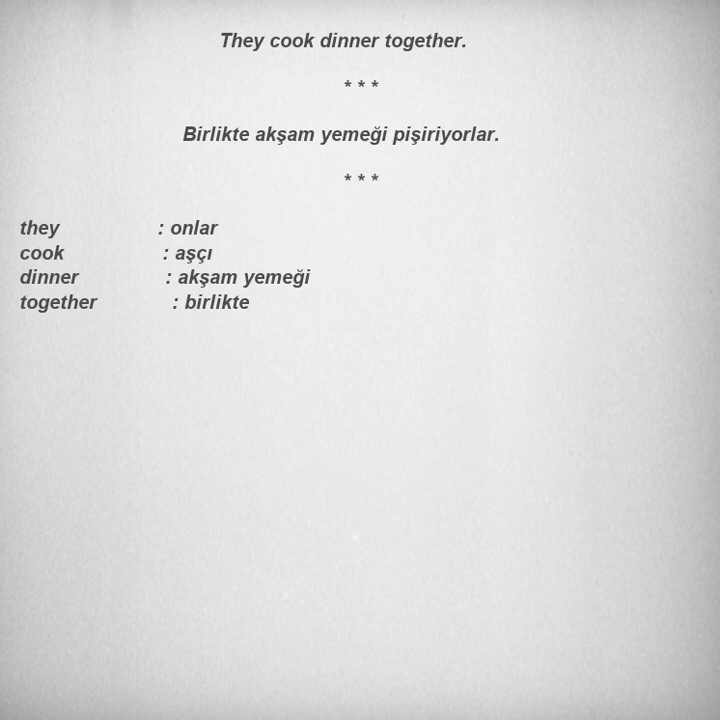 They cook dinner together.
* * *
Birlikte akşam yemeği pişiriyorlar.
* * *
they : onlar
cook : aşçı
dinner : akşam yemeği
together : birlikte